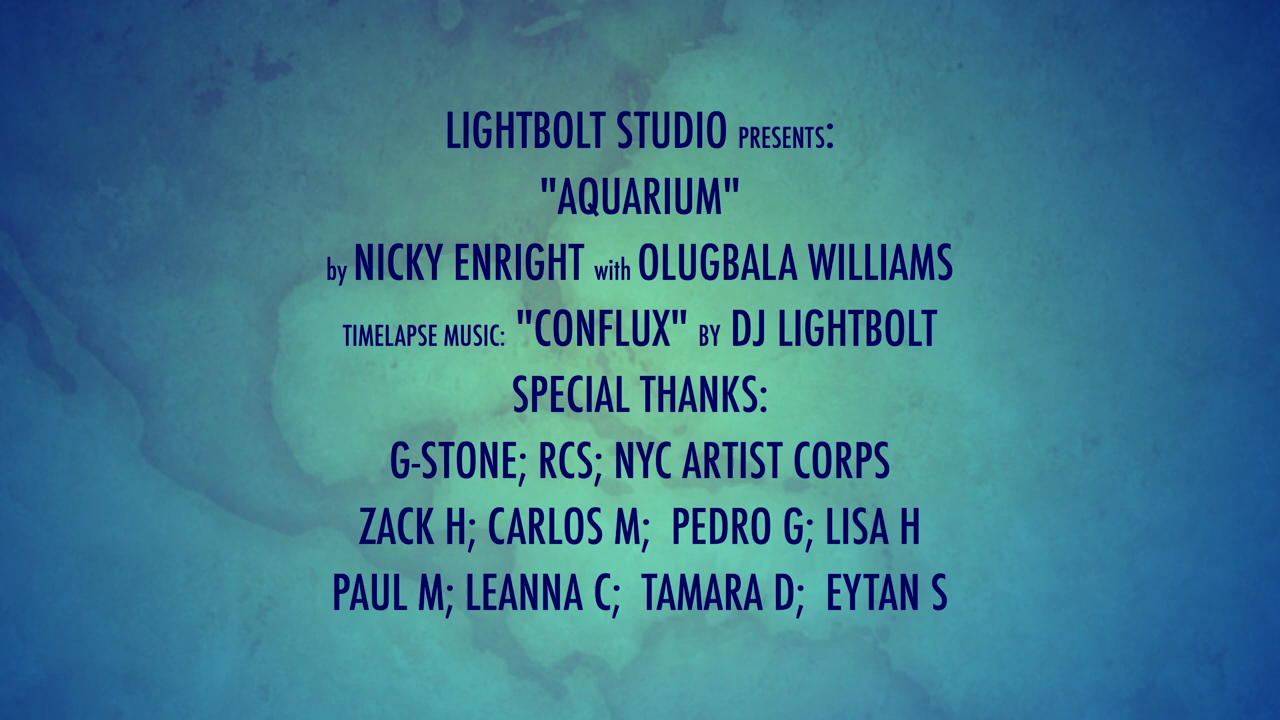 LIGHTBOLT STUDIO PRESENTS:
"AQUARIUM"
by NICKY ENRIGHT with OLUGBALA WILLIAMS
TIMELAPSE MUSIC: "CONFLUX" BY DJ LIGHTBOLT
SPECIAL THANKS:
G-STONE; RCS; NYC ARTIST CORPS
ZACK H; CARLOS M;  PEDRO G; LISA H
PAUL M; LEANNA C;  TAMARA D;  EYTAN S